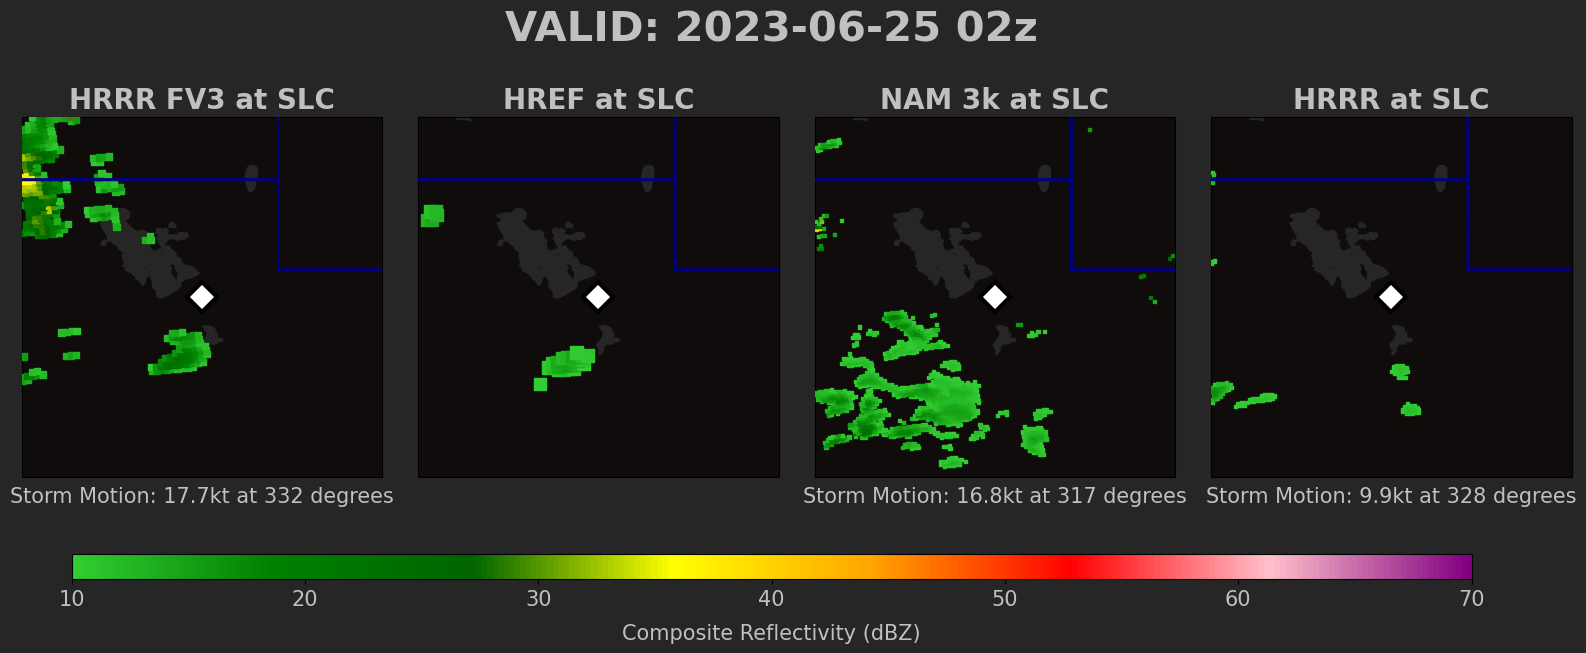 VALID: 2023-06-25 02z
HRRR FV3 at SLC
HREF at SLC
NAM 3k at SLC
HRRR at SLC
Storm Motion: 17.7kt at 332 degrees
Storm Motion: 16.8kt at 317 degrees
Storm Motion: 9.9kt at 328 degrees
10 20 30 40 50 60 70
Composite Reflectivity (dBZ)